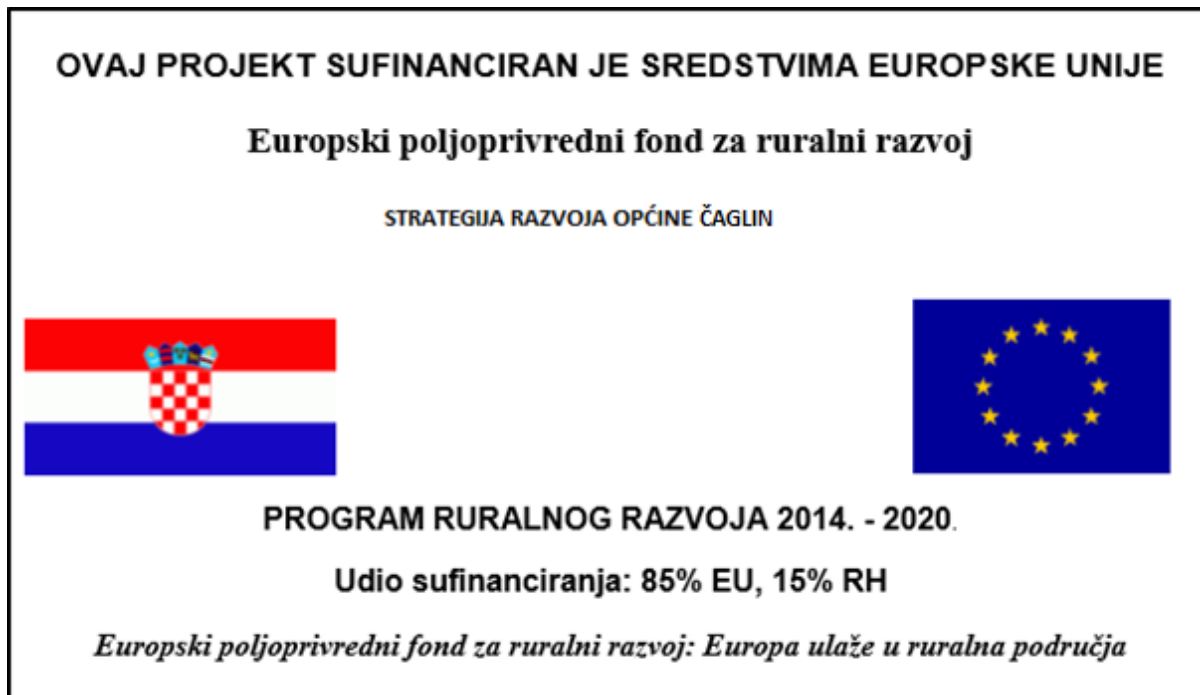 OVAJ PROJEKT SUFINANCIRAN JE SREDSTVIMA EUROPSKE UNIJE
Europski poljoprivredni fond za ruralni razvoj
STRATEGIJA RAZVOJA OPĆINE ČAGLIN
PROGRAM RURALNOG RAZVOJA 2014. - 2020.
Udio sufinanciranja: 85% EU, 15% RH
Europski poljoprivredni fond za ruralni razvoj: Europa ulaže u ruralna područja